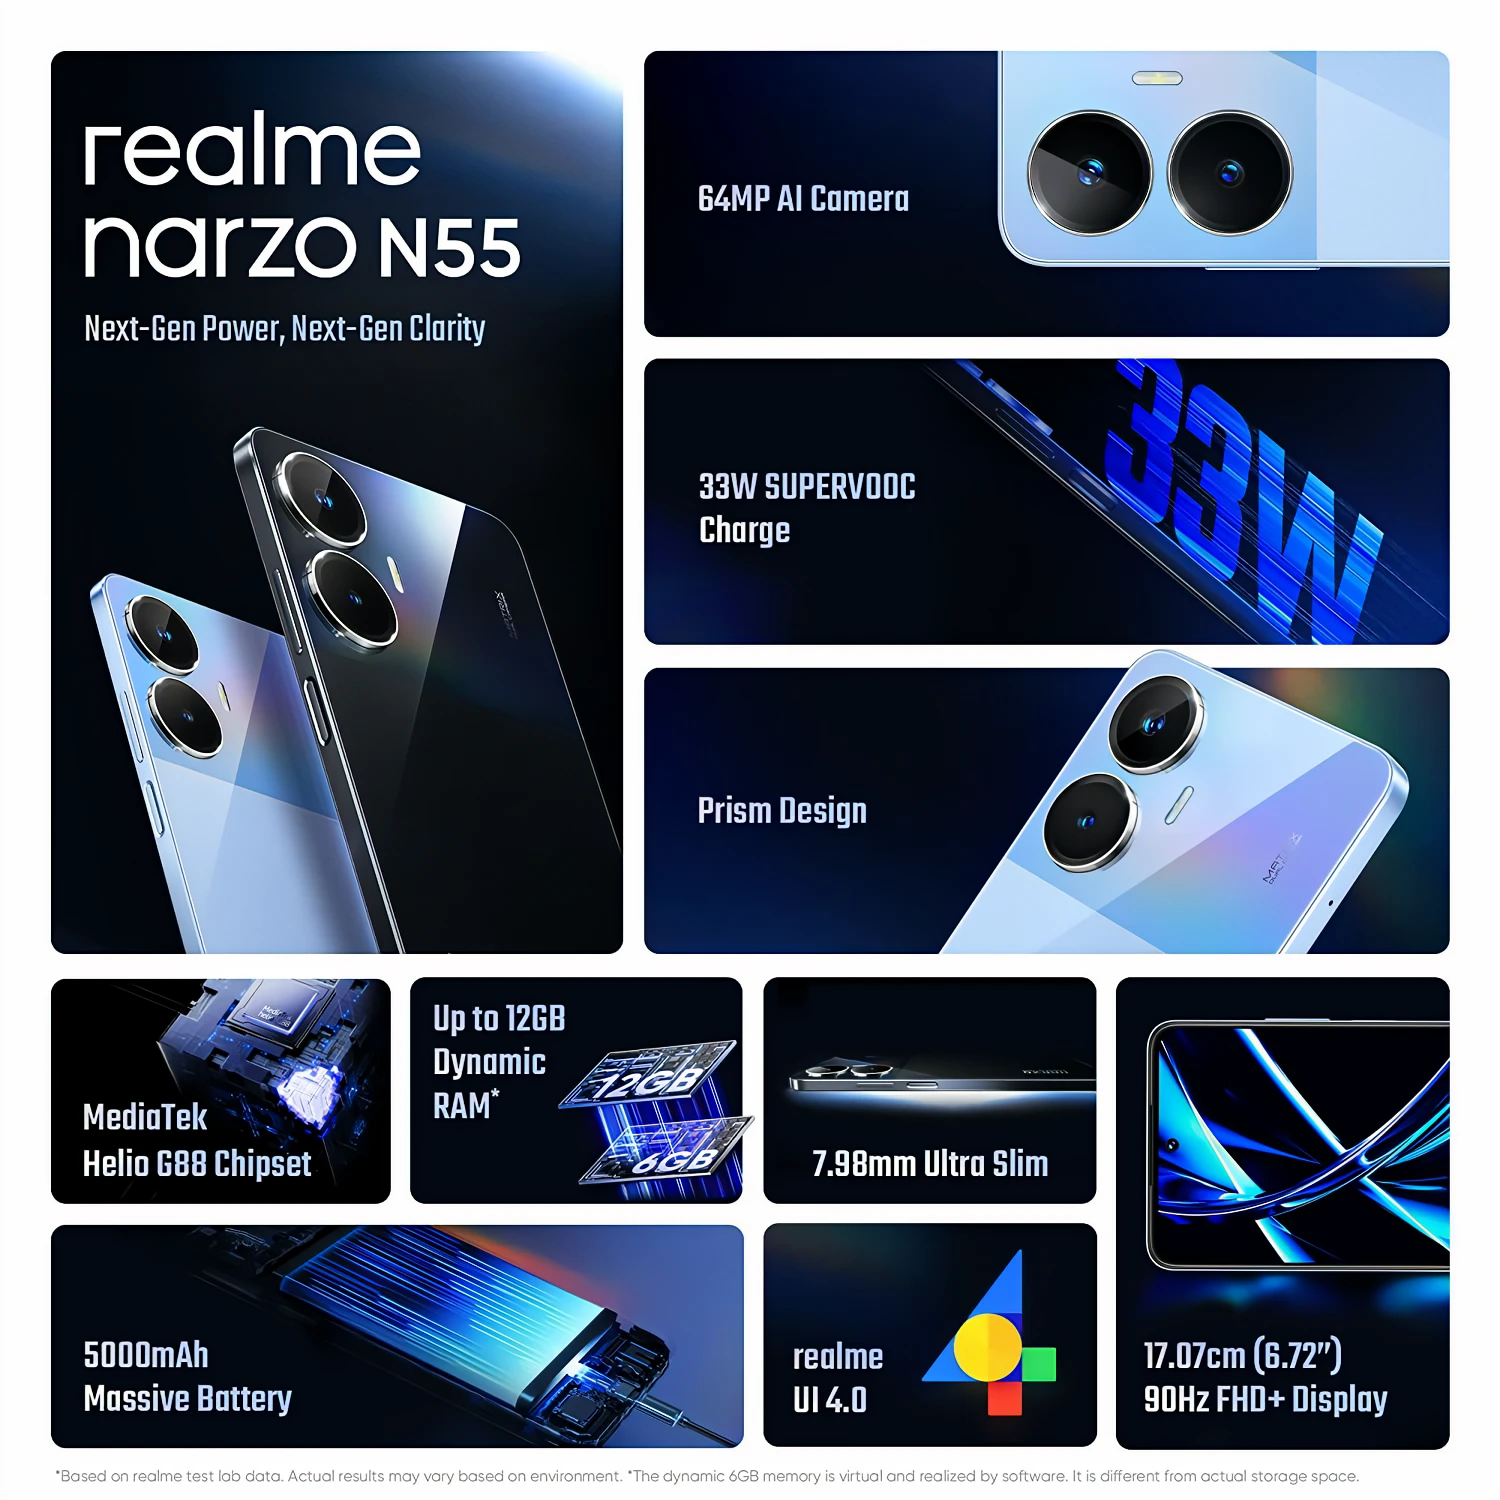 realme
narzo N55
Next-Gen Power, Next-Gen Clarity
64MP AI Camera
33W SUPERVOOC
Charge
33W
Prism Design
MediaTek
Helio G88 Chipset
Up to 12GB
Dynamic
RAM*
12GB
6GB
7.98mm Ultra Slim
5000mAh
Massive Battery
realme
UI 4.0
17.07cm (6.72”)
90Hz FHD+ Display
*Based on realme test lab data. Actual results may vary based on environment. *The dynamic 6GB memory is virtual and realized by software. It is different from actual storage space.